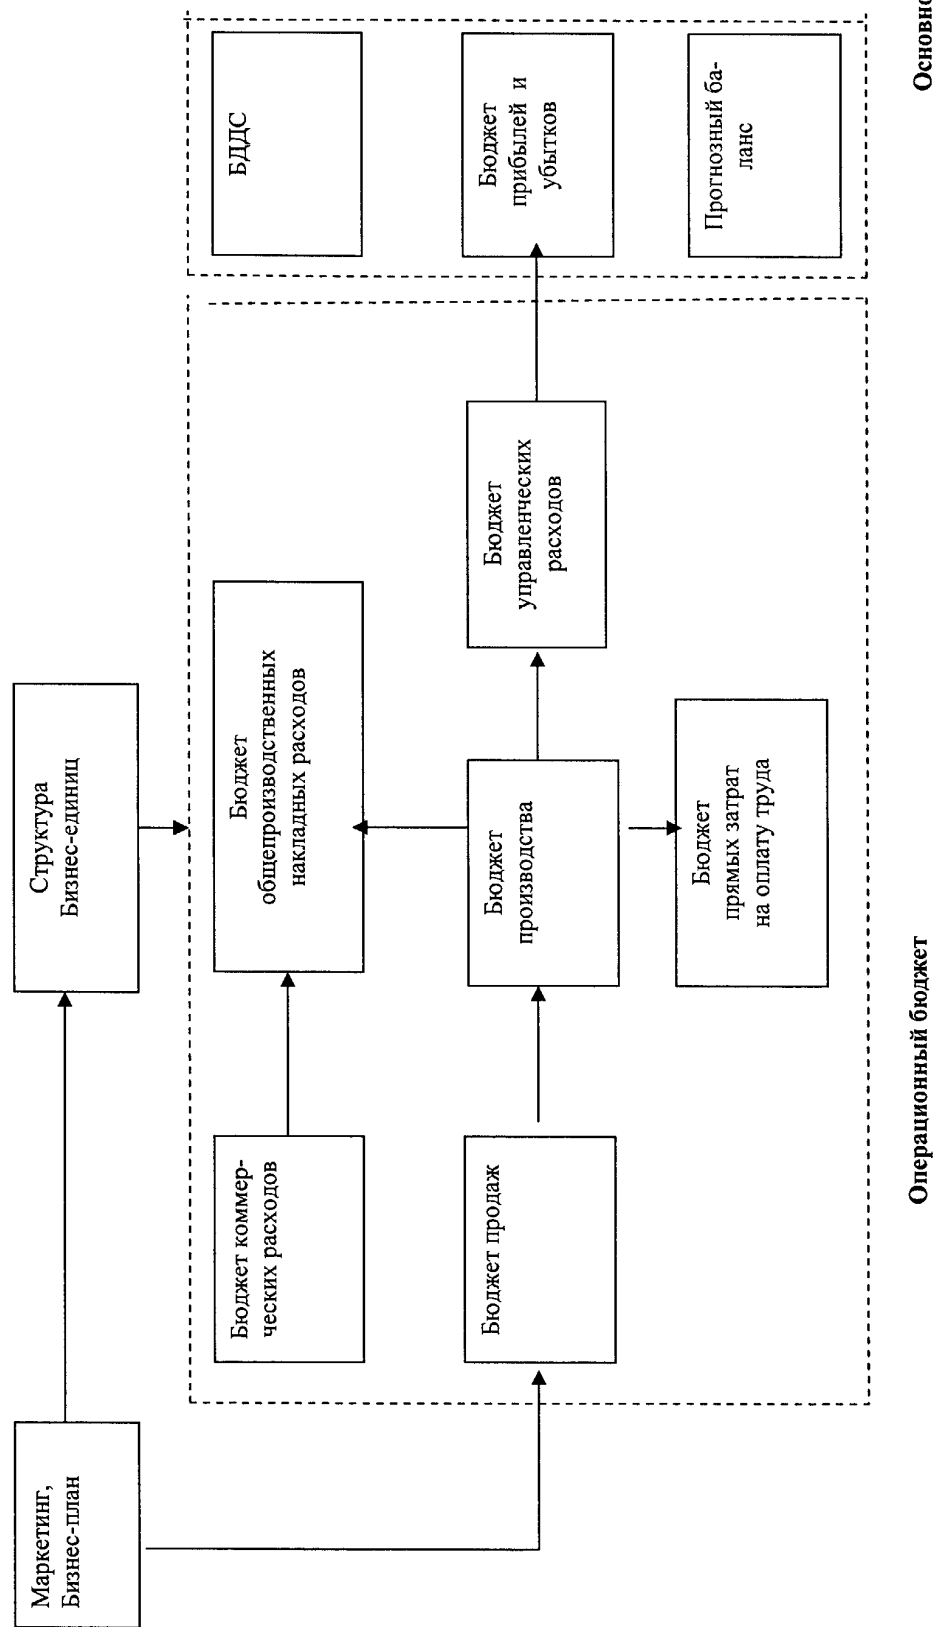 Маркетинг,
Бизнес-план
Структура
Бизнес-единиц
Бюджет коммер-
ческих расходов
Бюджет
общепроизводственных
накладных расходов
БДДС
Бюджет продаж
Бюджет
производства
Бюджет
управленческих
расходов
Бюджет
прибылей и
убытков
Бюджет
прямых затрат
на оплату труда
Прогнозный ба-
ланс
Операционный бюджет
Основно